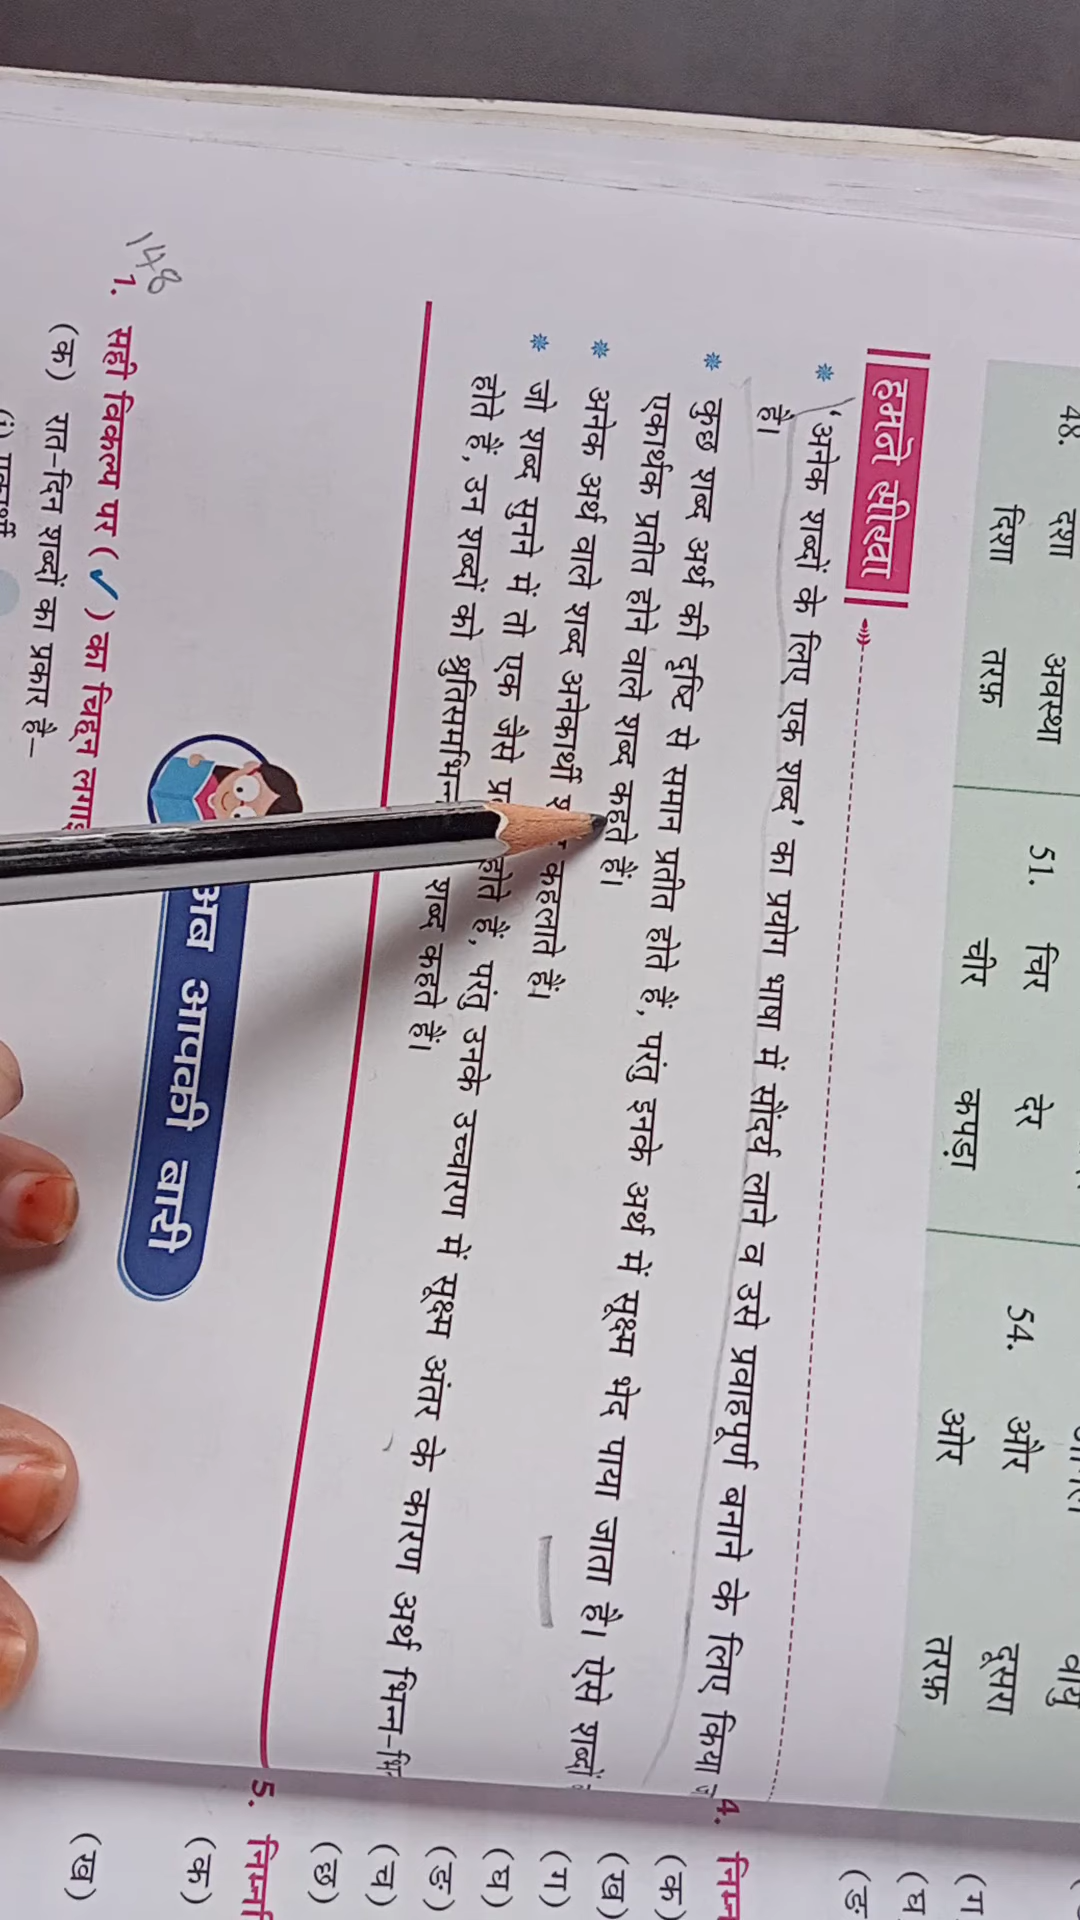 48. दशा अवस्था
दिशा तरफ़
51. चिर देर
चीर कपड़ा
वायु
54. और दूसरा
ओर तरफ़
हमने सीखा
* 'अनेक शब्दों के लिए एक शब्द' का प्रयोग भाषा में सौंदर्य लाने व उसे प्रवाहपूर्ण बनाने के लिए किया
है।
* कुछ शब्द अर्थ की दृष्टि से समान प्रतीत होते हैं, परंतु इनके अर्थ में सूक्ष्म भेद पाया जाता है। ऐसे शब्दों
एकार्थक प्रतीत होने वाले शब्द कहते हैं।
* अनेक अर्थ वाले शब्द अनेकार्थी कहलाते हैं।
* जो शब्द सुनने में तो एक जैसे होते हैं, परंतु उनके उच्चारण में सूक्ष्म अंतर के कारण अर्थ भिन्न-
होते हैं, उन शब्दों को शब्द कहते हैं।
अब आपकी बारी
148
1. सही विकल्प पर (✓) का चिह्न
(क) रात-दिन शब्दों का प्रकार है–
(ग
(घ
(ङ
4. निम्न
(क)
(ख)
(ग)
(घ)
(ङ)
(च)
(छ)
5.
(क)
(ख)